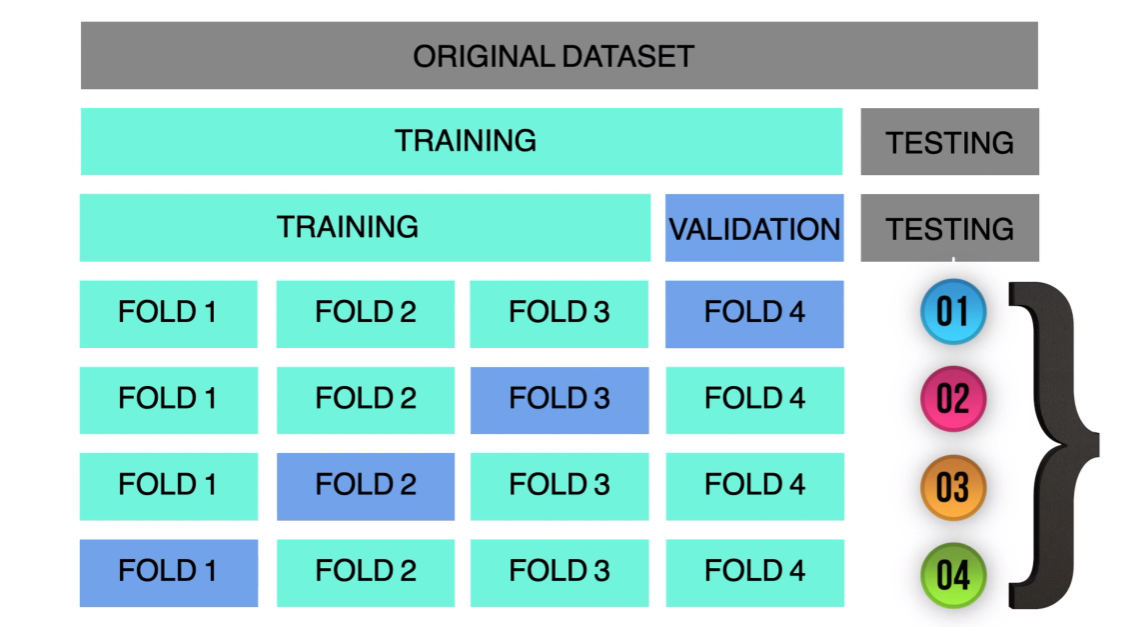 ORIGINAL DATASET
TRAINING TESTING
TRAINING VALIDATION TESTING
FOLD 1 FOLD 2 FOLD 3 FOLD 4 01
FOLD 1 FOLD 2 FOLD 3 FOLD 4 02
FOLD 1 FOLD 2 FOLD 3 FOLD 4 03
FOLD 1 FOLD 2 FOLD 3 FOLD 4 04